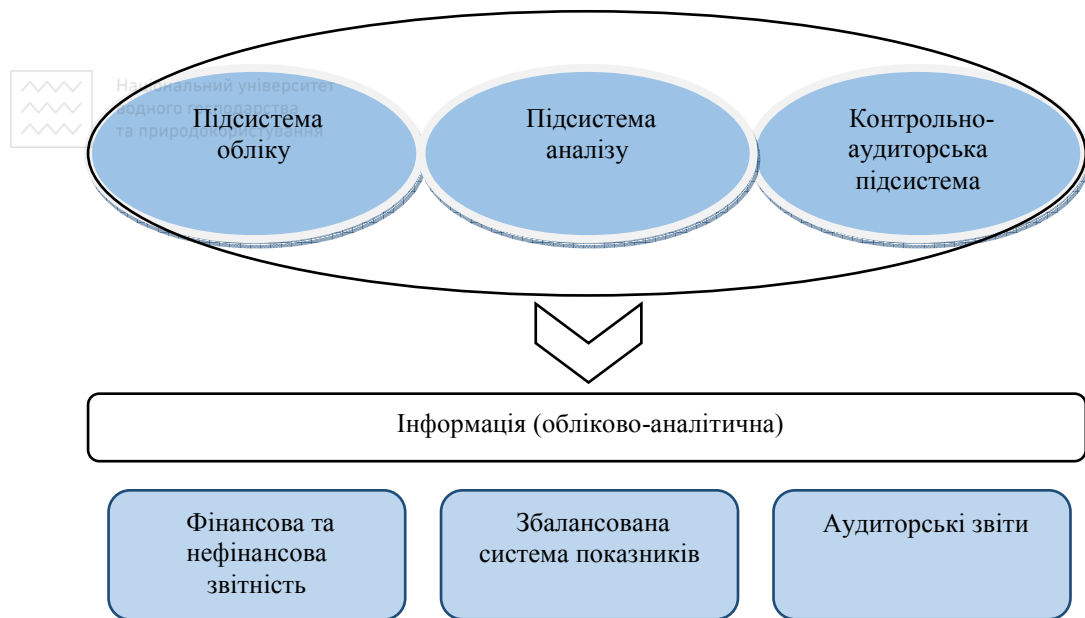 Національний університет
водного господарства
та природокористування
Підсистема
обліку
Підсистема
аналізу
Контрольно-
аудиторська
підсистема
Інформація (обліково-аналітична)
Фінансова та
нефінансова
звітність
Збалансована
система показників
Аудиторські звіти